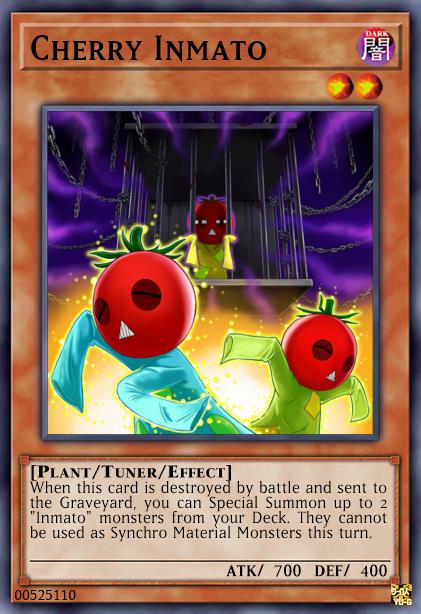 CHERRY INMATO
DARK
闇
[PLANT/TUNER/EFFECT]
When this card is destroyed by battle and sent to
the Graveyard, you can Special Summon up to 2
"Inmato" monsters from your Deck. They cannot
be used as Synchro Material Monsters this turn.
ATK/ 700 DEF/ 400
00525110